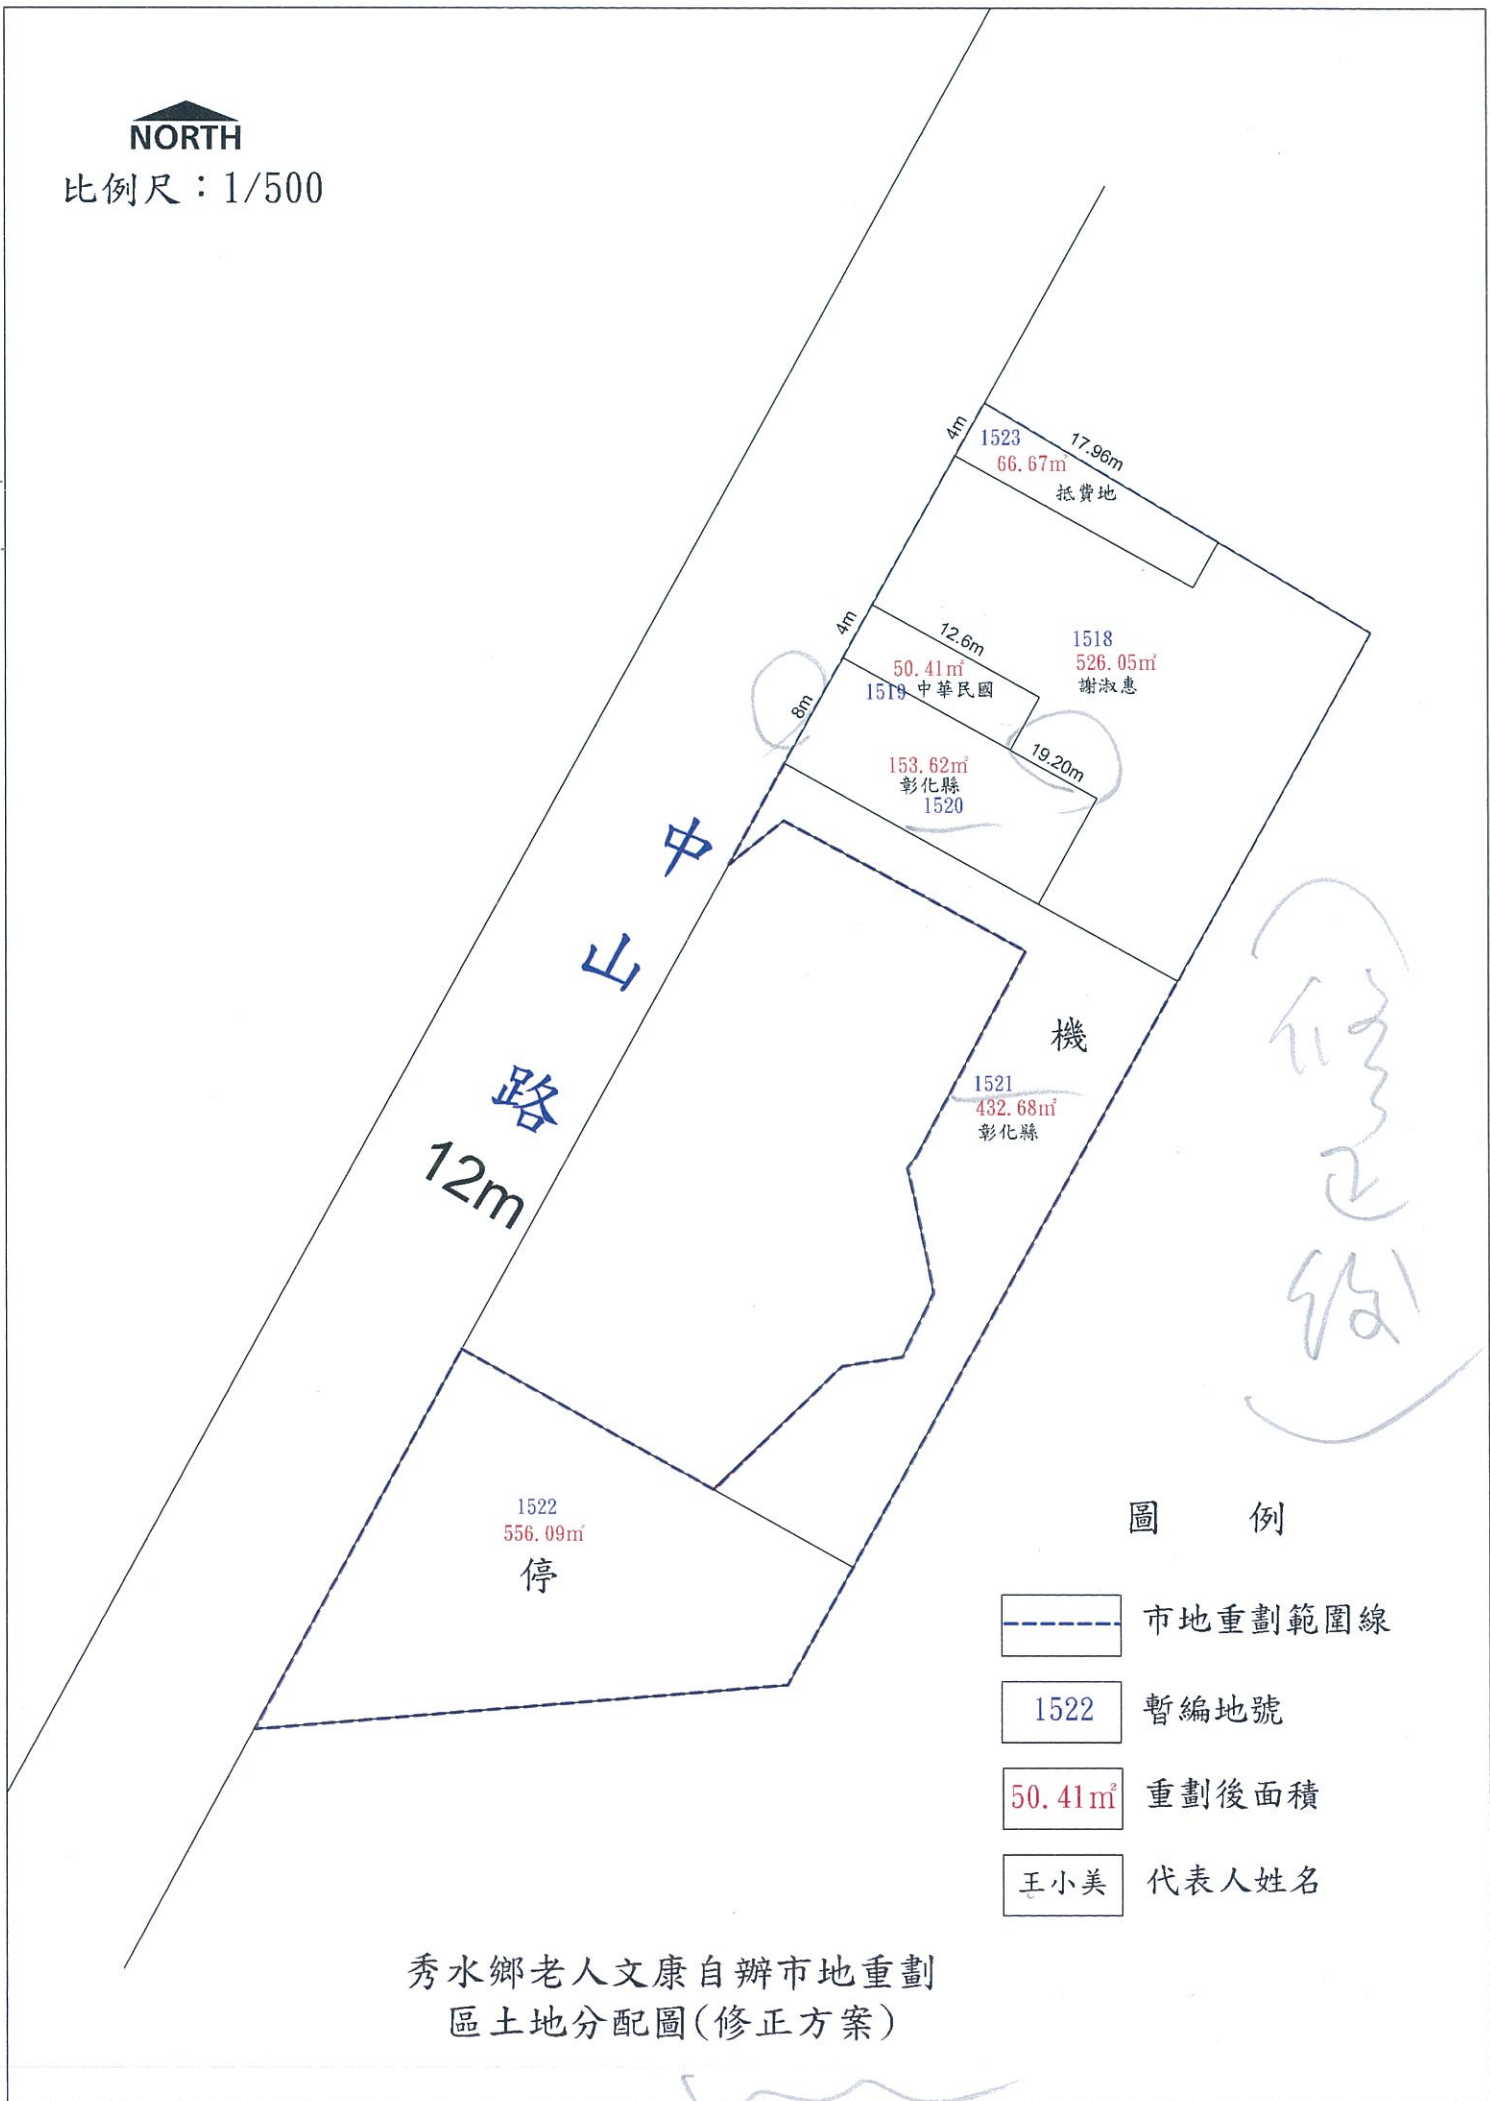 NORTH
比例尺：1/500
4m
1523
17.96m
66.67㎡
抵費地
4m
12.6m
1518
50.41㎡
526.05㎡
1519 中華民國
謝淑惠
8m
19.20m
153.62㎡
彰化縣
1520
中
山
路
12m
機
1521
432.68㎡
彰化縣
(修正後)
1522
556.09㎡
停
圖 例
市地重劃範圍線
1522 暫編地號
50.41㎡ 重劃後面積
王小美 代表人姓名
秀水鄉老人文康自辦市地重劃
區土地分配圖(修正方案)